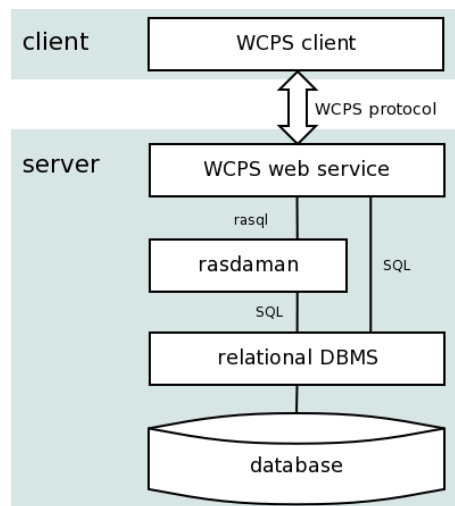 client
WCPS client
WCPS protocol
server
WCPS web service
rasql
rasdaman
SQL
SQL
relational DBMS
database